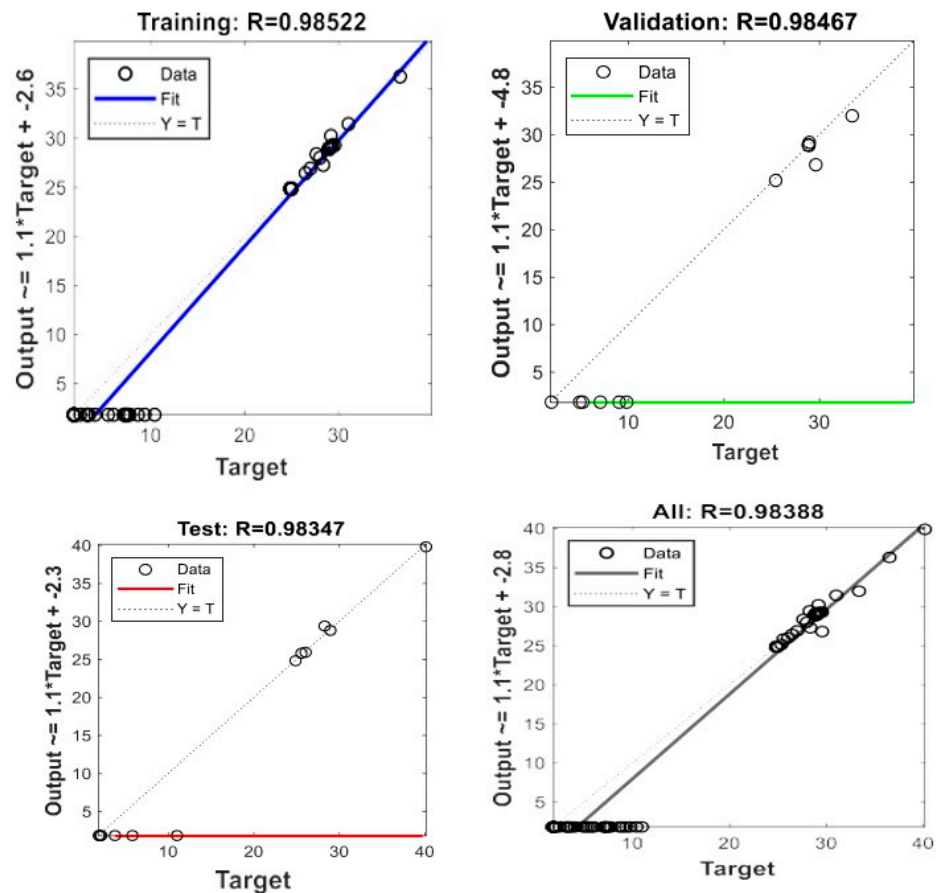 Training: R=0.98522
Output ~= 1.1*Target + -2.6
Data
Fit
Y = T
35
30
25
20
15
10
5
10
20
30
Target
Validation: R=0.98467
Output ~= 1.1*Target + -4.8
Data
Fit
Y = T
35
30
25
20
15
10
5
10
20
30
Target
Test: R=0.98347
Output ~= 1.1*Target + -2.3
Data
Fit
Y = T
40
35
30
25
20
15
10
5
10
20
30
40
Target
All: R=0.98388
Output ~= 1.1*Target + -2.8
Data
Fit
Y = T
40
35
30
25
20
15
10
5
10
20
30
40
Target